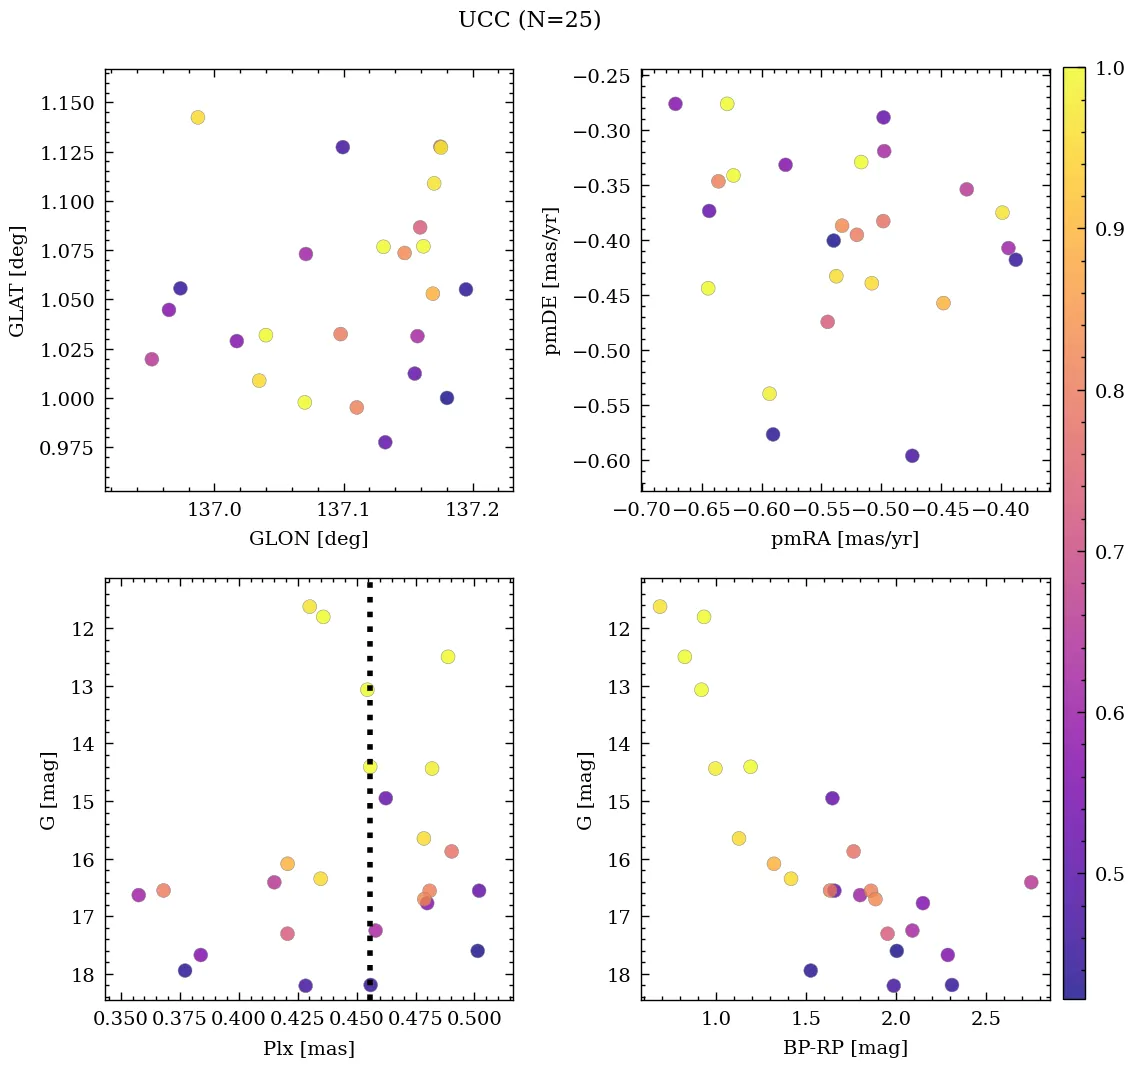 UCC (N=25)
1.150
1.125
1.100
1.075
1.050
1.025
1.000
0.975
GLAT [deg]
137.0 137.1 137.2
GLON [deg]
−0.25
−0.30
−0.35
−0.40
−0.45
−0.50
−0.55
−0.60
pmDE [mas/yr]
−0.70 −0.65 −0.60 −0.55 −0.50 −0.45 −0.40
pmRA [mas/yr]
1.0
0.9
0.8
0.7
0.6
0.5
12
13
14
15
16
17
18
G [mag]
0.350 0.375 0.400 0.425 0.450 0.475 0.500
Plx [mas]
12
13
14
15
16
17
18
G [mag]
1.0 1.5 2.0 2.5
BP-RP [mag]